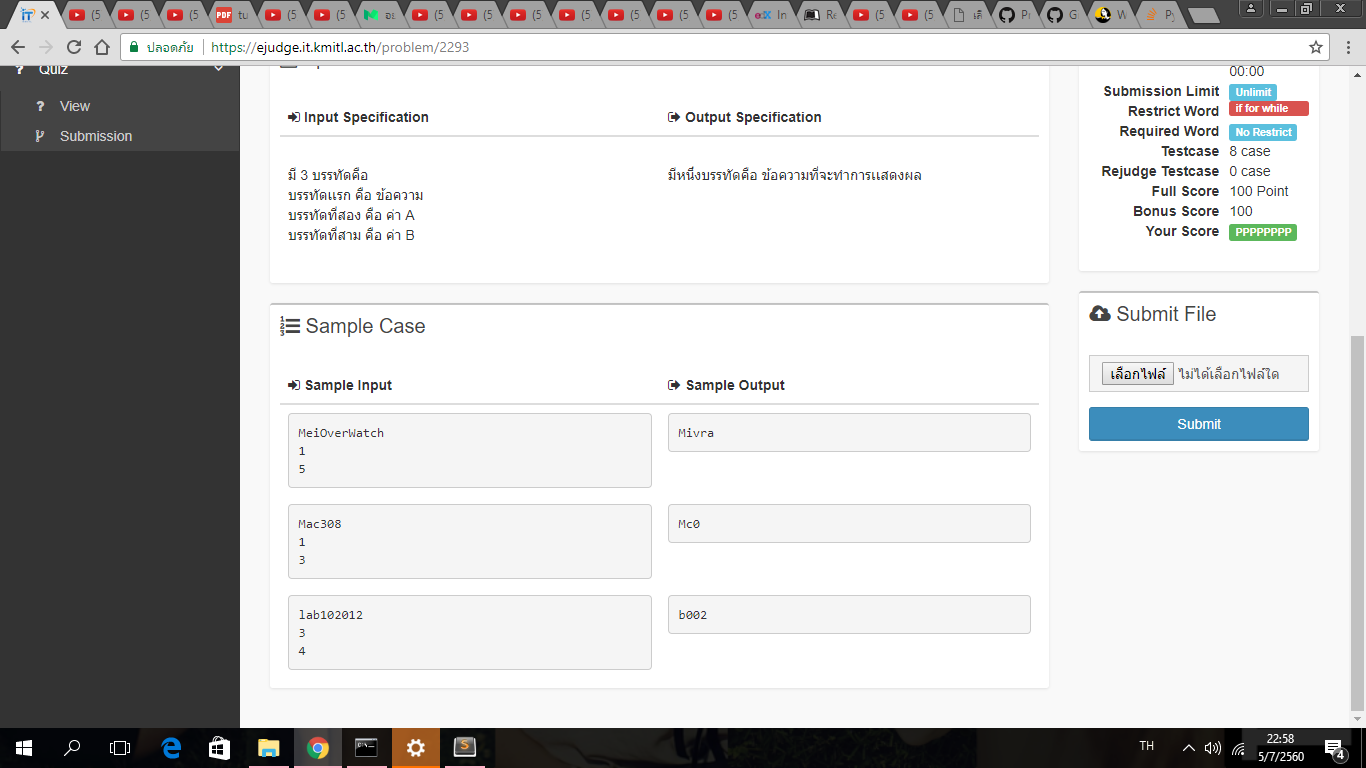 (5
(5
(5
tu
(5
(5
(5
(5
(5
(5
(5
(5
(5
In
Re
(5
(5
G
W
ปลอดภัย
https://ejudge.it.kmitl.ac.th/problem/2293
? Quiz
? View
Submission
Input Specification
Output Specification
มี 3 บรรทัดคือ
บรรทัดแรก คือ ข้อความ
บรรทัดที่สอง คือ ค่า A
บรรทัดที่สาม คือ ค่า B
มีหนึ่งบรรทัดคือ ข้อความที่จะทำการแสดงผล
Sample Case
Sample Input
Sample Output
MeiOverWatch
1
5
Mivra
Mac308
1
3
Mc0
lab102012
3
4
b002
00:00
Submission Limit Unlimit
Restrict Word if for while
Required Word No Restrict
Testcase 8 case
Rejudge Testcase 0 case
Full Score 100 Point
Bonus Score 100
Your Score PPPPPPPP
Submit File
เลือกไฟล์ ไม่ได้เลือกไฟล์ใด
Submit
TH
22:58
5/7/2560
4